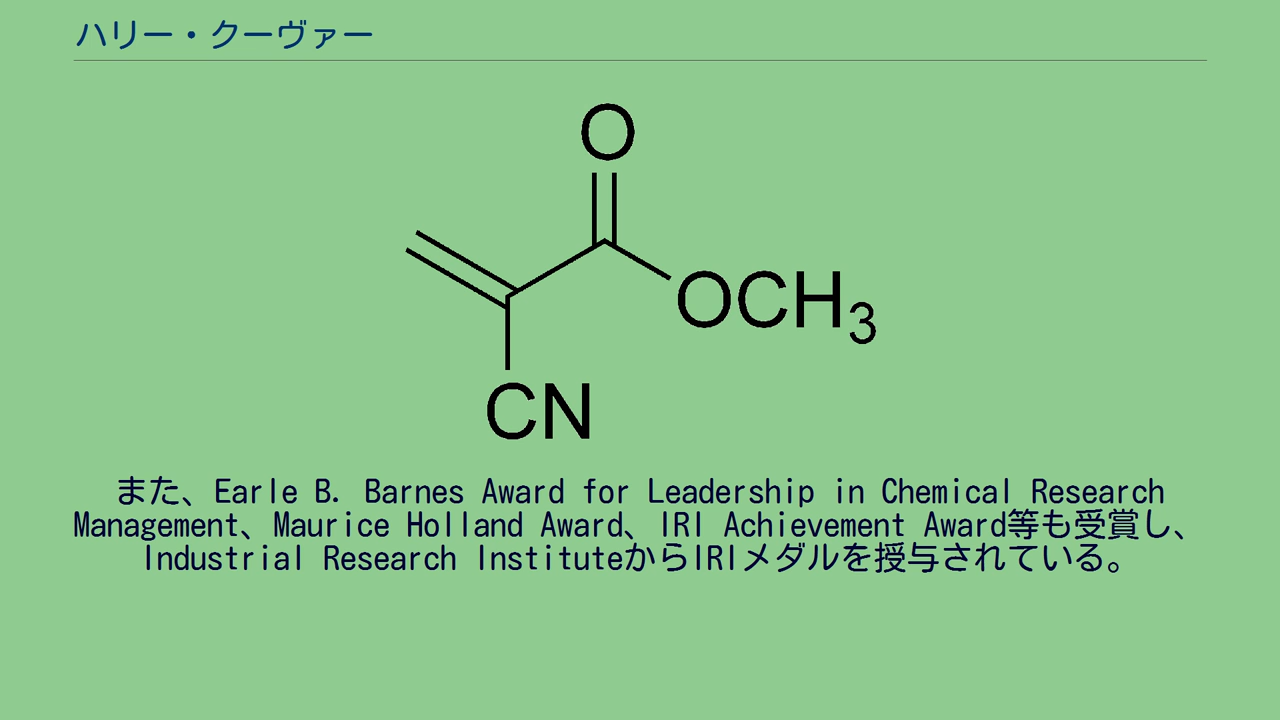 ハリー・クーヴァー
O
OCH3
CN
また、Earle B. Barnes Award for Leadership in Chemical Research
Management、Maurice Holland Award、IRI Achievement Award等も受賞し、
Industrial Research InstituteからIRIメダルを授与されている。